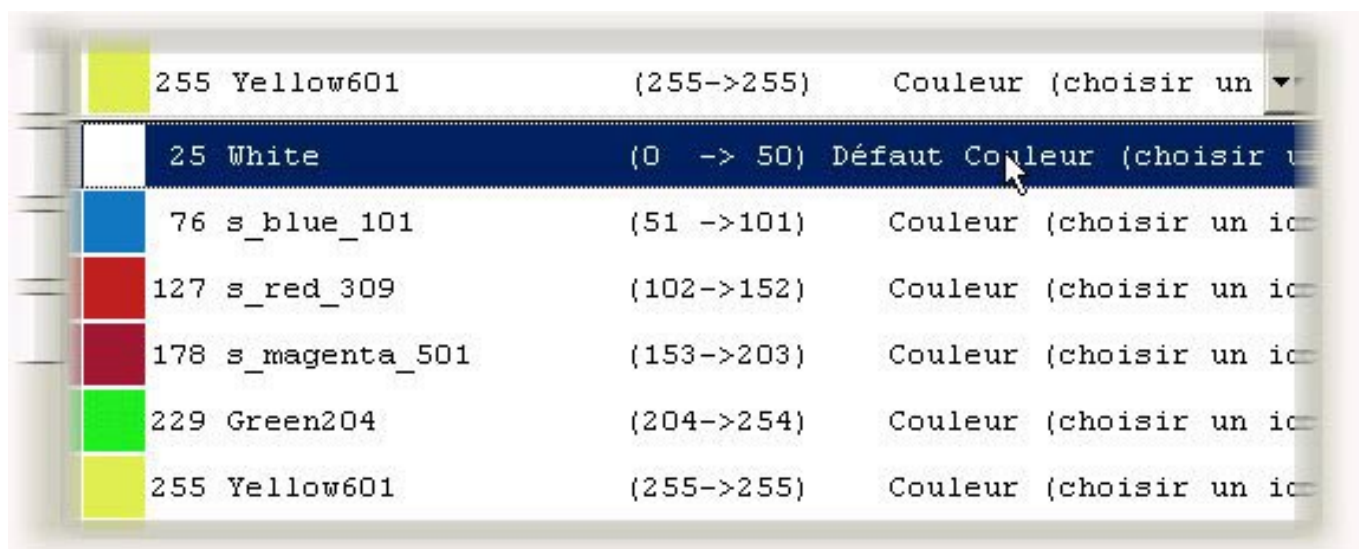 255 Yellow601 (255->255) Couleur (choisir un
25 White (0 -> 50) Défaut Couleur (choisir
76 s_blue_101 (51 ->101) Couleur (choisir un
127 s_red_309 (102->152) Couleur (choisir un
178 s_magenta_501 (153->203) Couleur (choisir un
229 Green204 (204->254) Couleur (choisir un
255 Yellow601 (255->255) Couleur (choisir un